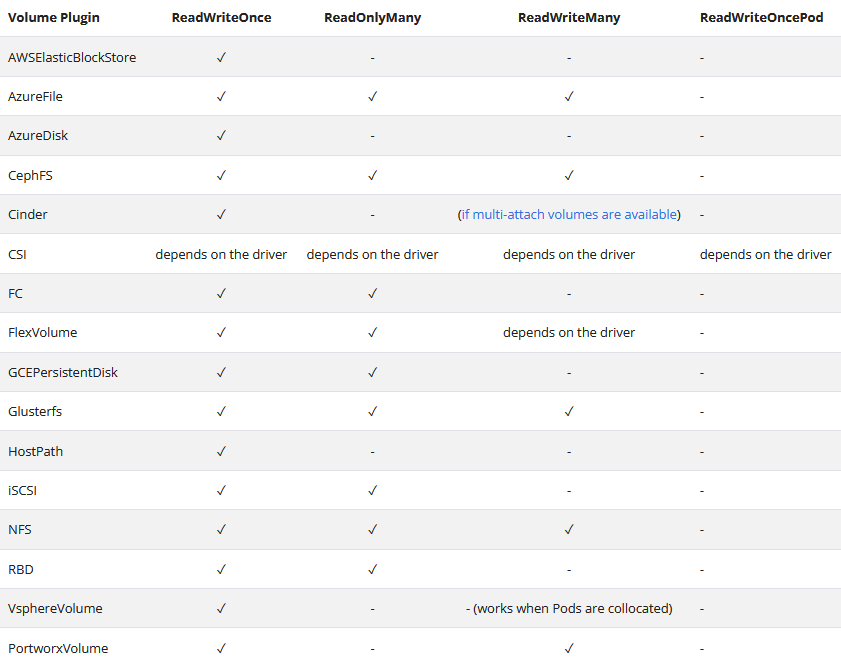 Volume Plugin ReadWriteOnce ReadOnlyMany ReadWriteMany ReadWriteOncePod
AWSElasticBlockStore ✓ - - -
AzureFile ✓ ✓ ✓ -
AzureDisk ✓ - - -
CephFS ✓ ✓ ✓ -
Cinder ✓ - (if multi-attach volumes are available) -
CSI depends on the driver depends on the driver depends on the driver depends on the driver
FC ✓ ✓ - -
FlexVolume ✓ ✓ depends on the driver -
GCEPersistentDisk ✓ ✓ - -
Glusterfs ✓ ✓ ✓ -
HostPath ✓ - - -
iSCSI ✓ ✓ - -
NFS ✓ ✓ ✓ -
RBD ✓ ✓ - -
VsphereVolume ✓ - - (works when Pods are collocated) -
PortworxVolume ✓ - ✓ -